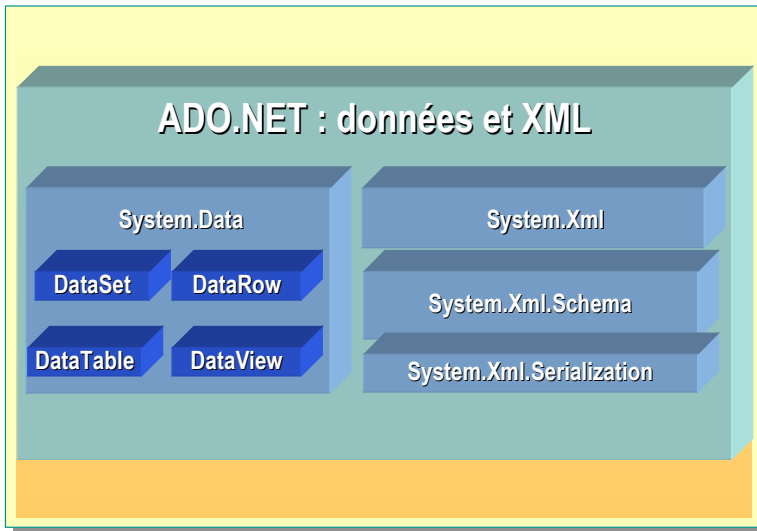 ADO.NET : données et XML
System.Data
DataSet
DataRow
DataTable
DataView
System.Xml
System.Xml.Schema
System.Xml.Serialization